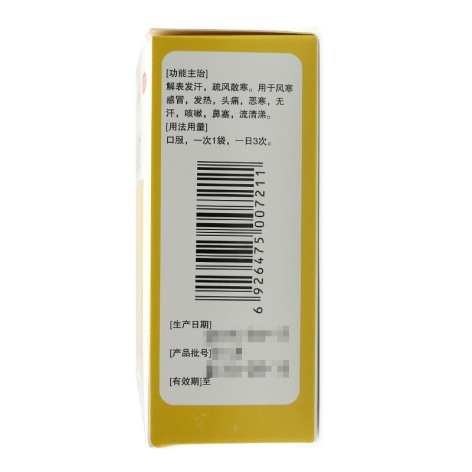 [功能主治]
解表发汗，疏风散寒。用于风寒
感冒，发热，头痛，恶寒，无
汗，咳嗽，鼻塞，流清涕。
[用法用量]
口服，一次1袋，一日3次。
6 926475 007211
[生产日期]
[产品批号]
[有效期]至